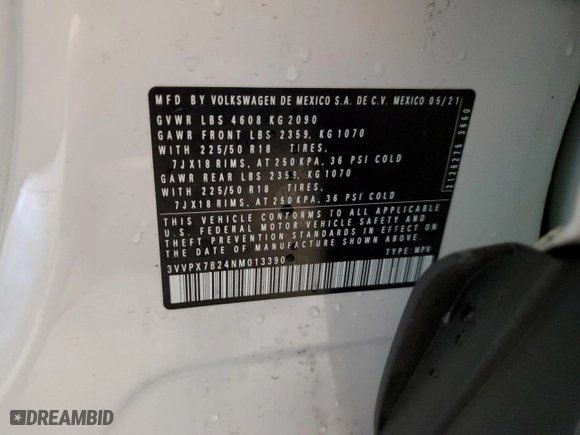 MFD BY VOLKSWAGEN DE MEXICO S.A. DE C.V. MEXICO 05/21
GVWR LBS 4608 KG 2090
GAWR FRONT LBS 2359, KG 1070
WITH 225/50 R18 TIRES,
7JX18 RIMS, AT 250 KPA, 36 PSI COLD
GAWR REAR LBS 2359, KG 1070
WITH 225/50 R18 TIRES,
7JX18 RIMS, AT 250 KPA, 36 PSI COLD
THIS VEHICLE CONFORMS TO ALL APPLICABLE
U.S. FEDERAL MOTOR VEHICLE SAFETY AND
THEFT PREVENTION STANDARDS IN EFFECT ON
DATE OF MANUFACTURE.
3VVPX7B24NM013390 TYPE: MPV
2126275 3660
DREAMBID